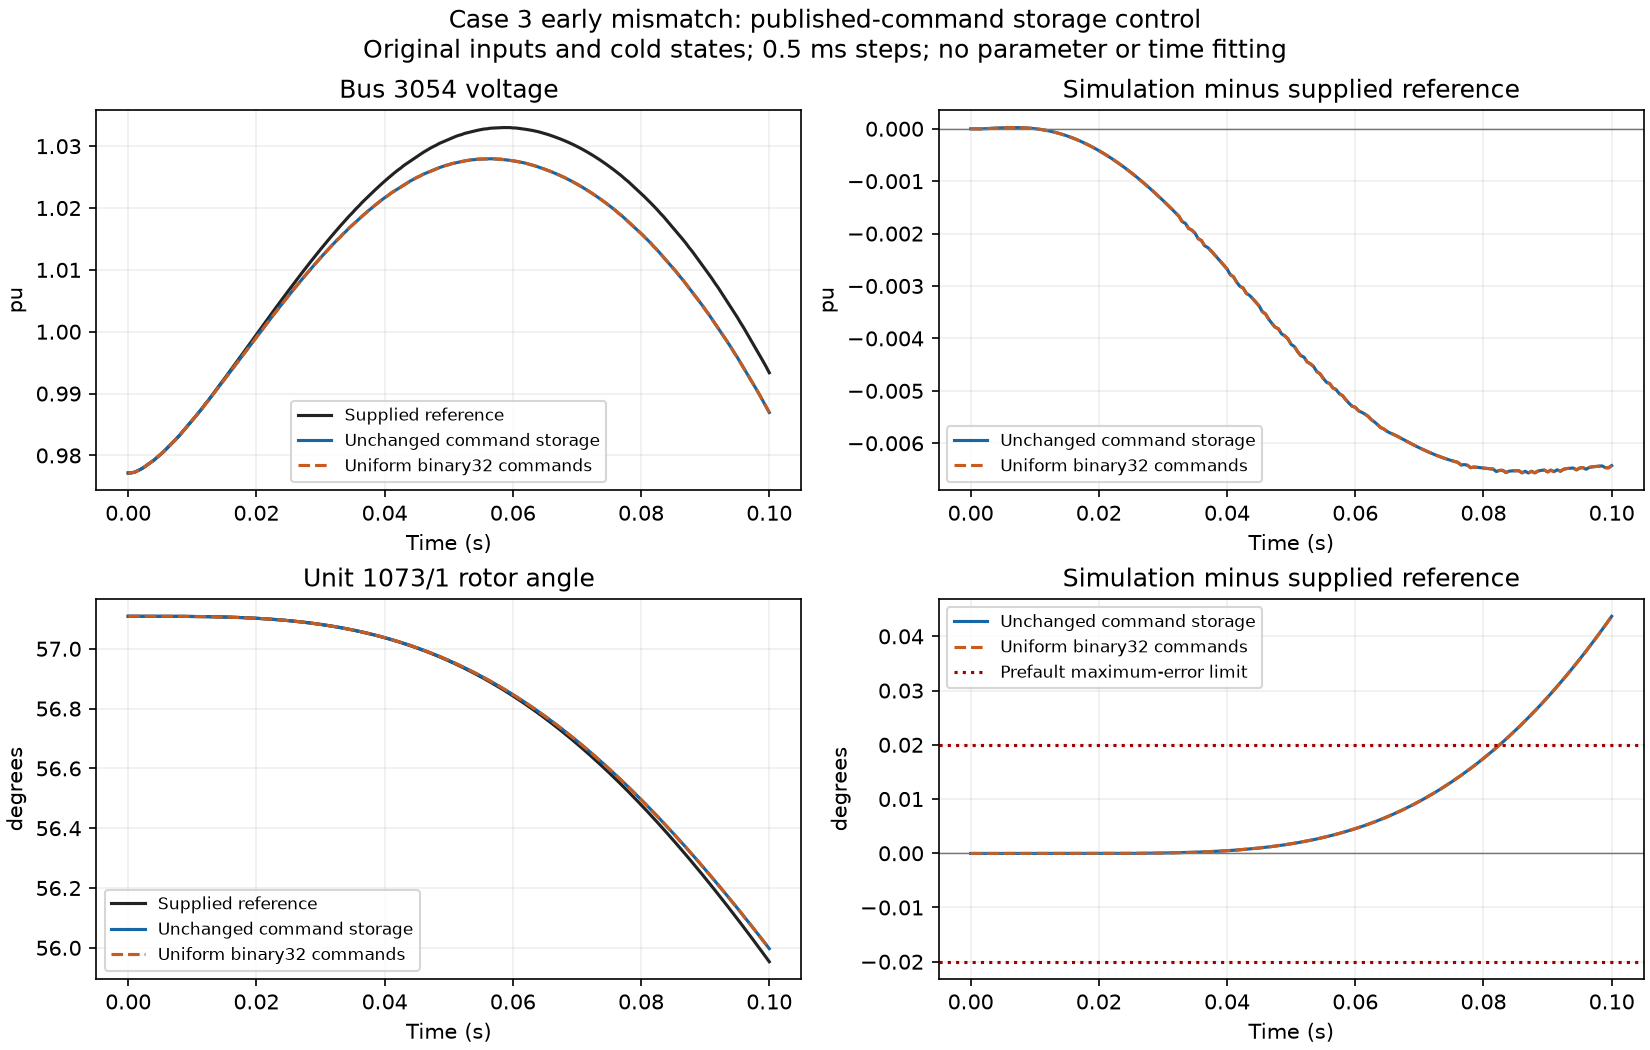 Case 3 early mismatch: published-command storage control
Original inputs and cold states; 0.5 ms steps; no parameter or time fitting
Bus 3054 voltage
1.03
1.02
1.01
1.00
0.99
0.98
pu
Supplied reference
Unchanged command storage
Uniform binary32 commands
0.00 0.02 0.04 0.06 0.08 0.10
Time (s)
Simulation minus supplied reference
0.000
−0.001
−0.002
−0.003
−0.004
−0.005
−0.006
pu
Unchanged command storage
Uniform binary32 commands
0.00 0.02 0.04 0.06 0.08 0.10
Time (s)
Unit 1073/1 rotor angle
57.0
56.8
56.6
56.4
56.2
56.0
degrees
Supplied reference
Unchanged command storage
Uniform binary32 commands
0.00 0.02 0.04 0.06 0.08 0.10
Time (s)
Simulation minus supplied reference
Unchanged command storage
Uniform binary32 commands
Prefault maximum-error limit
0.04
0.03
0.02
0.01
0.00
−0.01
−0.02
degrees
0.00 0.02 0.04 0.06 0.08 0.10
Time (s)